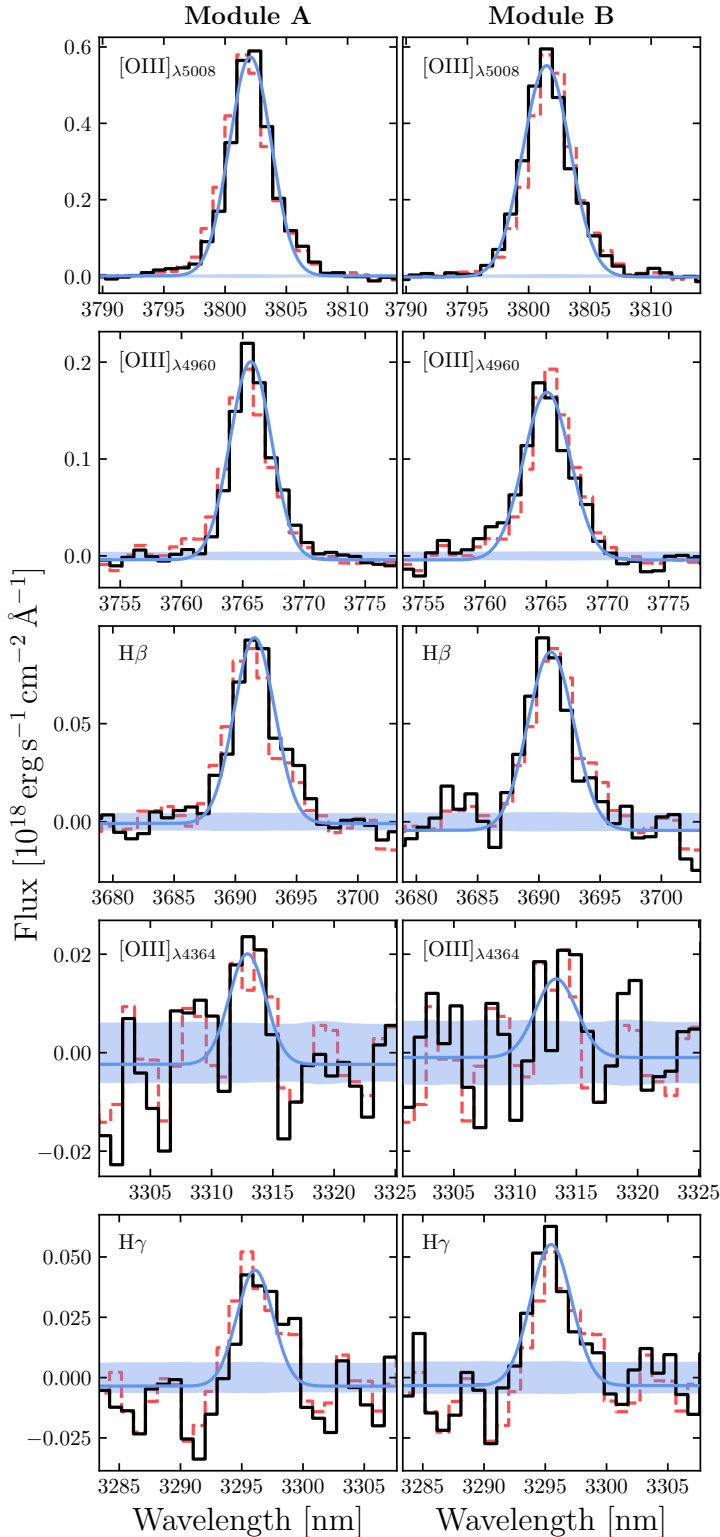 Module A Module B
[OIII]λ5008 [OIII]λ5008
0.6
0.4
0.2
0.0
3790 3795 3800 3805 3810 3790 3795 3800 3805 3810
[OIII]λ4960 [OIII]λ4960
0.2
0.1
0.0
3755 3760 3765 3770 3775 3755 3760 3765 3770 3775
Hβ Hβ
0.05
0.00
3680 3685 3690 3695 3700 3680 3685 3690 3695 3700
[OIII]λ4364 [OIII]λ4364
0.02
0.00
−0.02
3305 3310 3315 3320 3325 3305 3310 3315 3320 3325
Hγ Hγ
0.050
0.025
0.000
−0.025
3285 3290 3295 3300 3305 3285 3290 3295 3300 3305
Wavelength [nm] Wavelength [nm]
Flux [10¹⁸ erg s⁻¹ cm⁻² Å⁻¹]